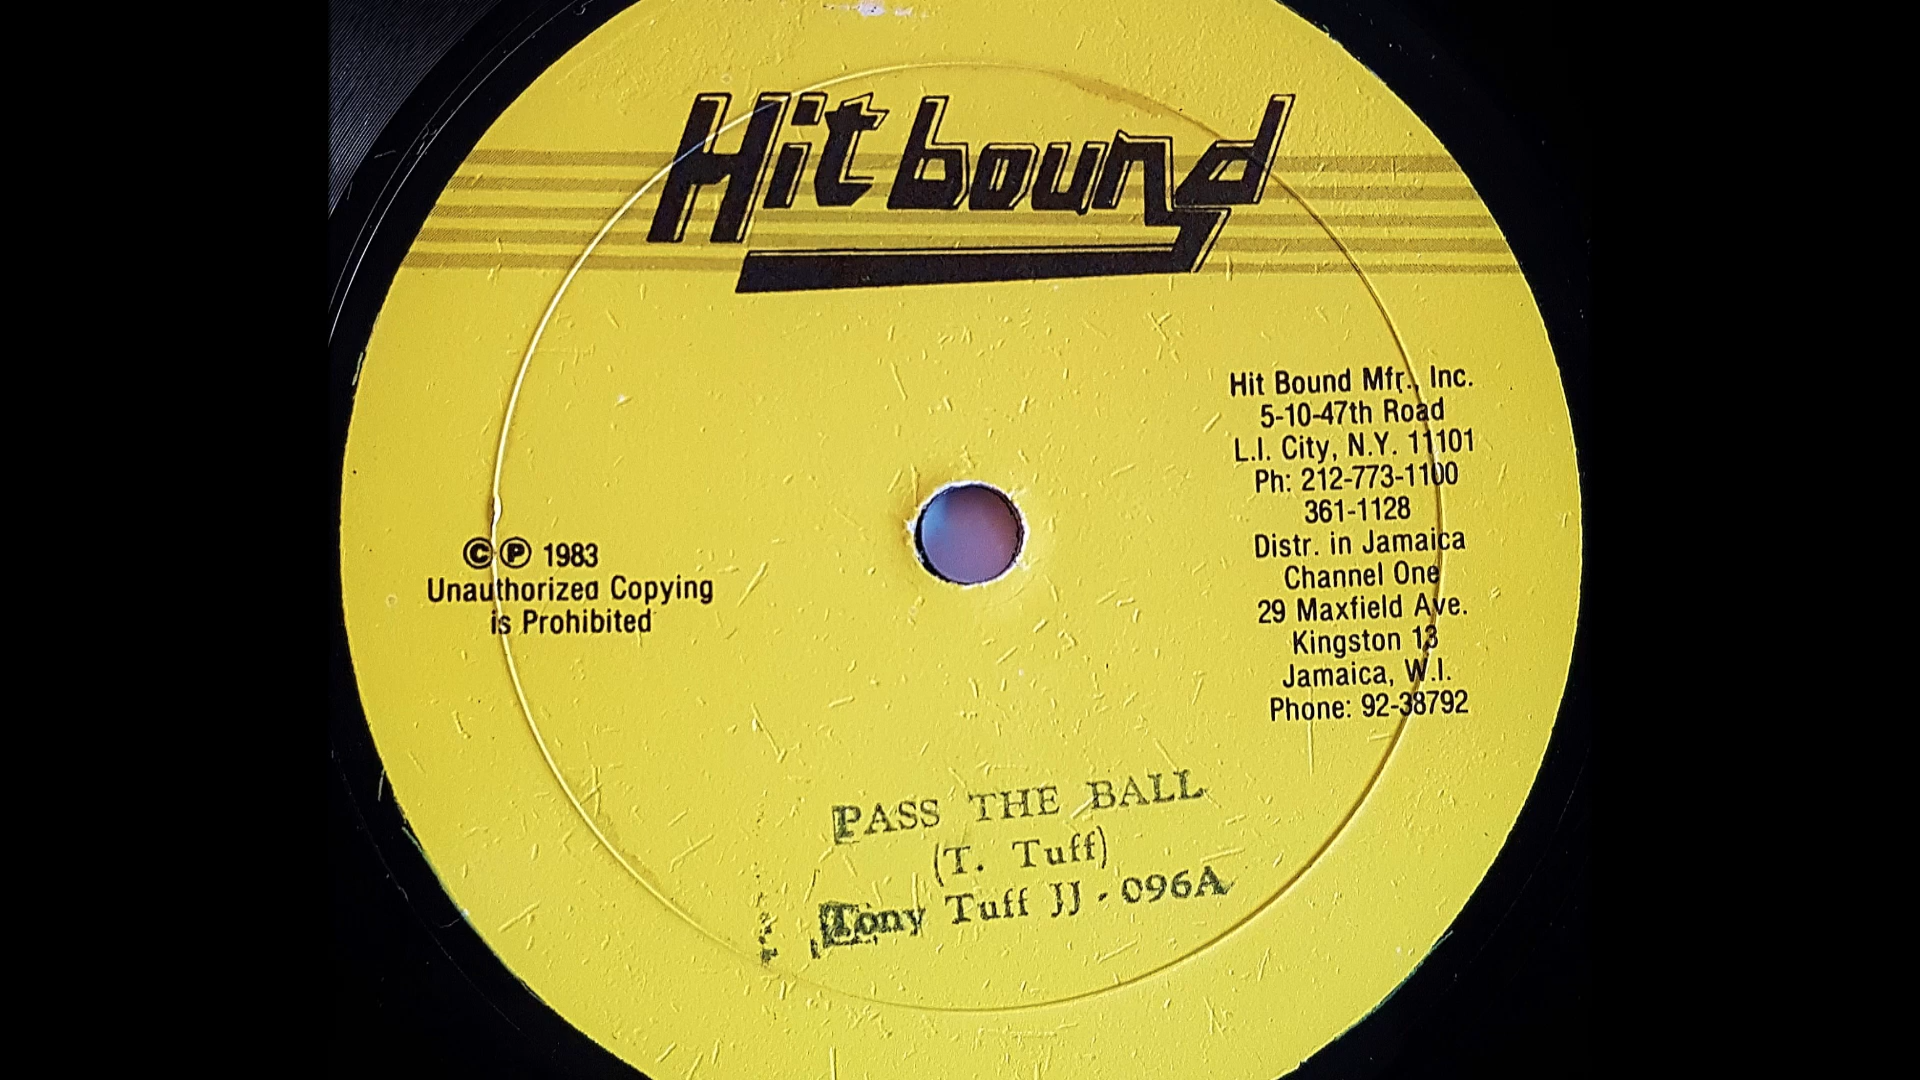 Hit bound
Hit Bound Mfr., Inc.
5-10-47th Road
L.I. City, N.Y. 11101
Ph: 212-773-1100
361-1128
Distr. in Jamaica
Channel One
29 Maxfield Ave.
Kingston 13
Jamaica, W.I.
Phone: 92-38792
© ℗ 1983
Unauthorized Copying
is Prohibited
PASS THE BALL
(T. Tuff)
Tony Tuff JJ - 096A